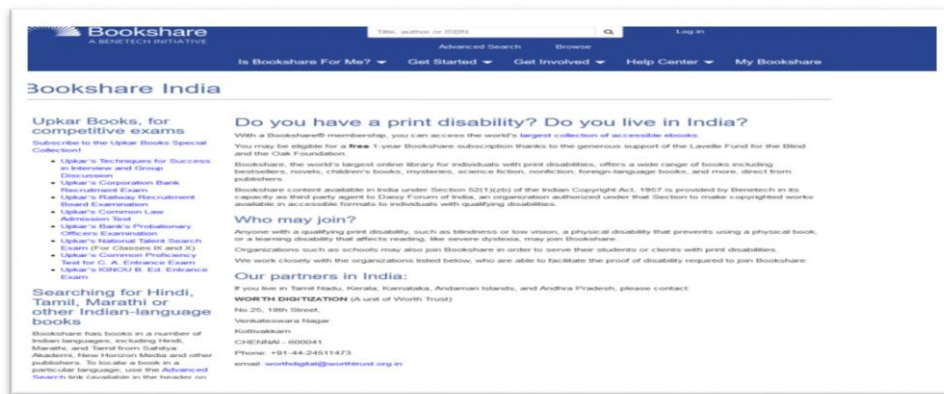 Bookshare
A BENETECH INITIATIVE
Title, author or ISBN
Log in
Advanced Search Browse
Is Bookshare For Me? Get Started Get Involved Help Center My Bookshare
Bookshare India
Upkar Books, for
competitive exams
Subscribe to the Upkar Books Special
Collection!
• Upkar's Techniques for Success
in Interview and Group
Discussion
• Upkar's Corporation Bank
Recruitment Exam
• Upkar's Railway Recruitment
Board Examination
• Upkar's Common Law
Admission Test
• Upkar's Bank's Probationary
Officers Examination
• Upkar's National Talent Search
Exam (For Classes IX and X)
• Upkar's Common Proficiency
Test for C. A. Entrance Exam
• Upkar's IGNOU B. Ed. Entrance
Exam
Searching for Hindi,
Tamil, Marathi or
other Indian-language
books
Bookshare has books in a number of
Indian languages, including Hindi,
Marathi, and Tamil from Sahitya
Akademi, New Horizon Media and other
publishers. To locate a book in a
particular language, use the Advanced
Search link (available in the header on
Do you have a print disability? Do you live in India?
With a Bookshare® membership, you can access the world's largest collection of accessible ebooks.
You may be eligible for a free 1-year Bookshare subscription thanks to the generous support of the Lavelle Fund for the Blind
and the Oak Foundation.
Bookshare, the world's largest online library for individuals with print disabilities, offers a wide range of books including
bestsellers, novels, children's books, mysteries, science fiction, nonfiction, foreign-language books, and more, direct from
publishers.
Bookshare content available in India under Section 52(1)(zb) of the Indian Copyright Act, 1957 is provided by Benetech in its
capacity as third party agent to Daisy Forum of India, an organization authorized under that Section to make copyrighted works
available in accessible formats to individuals with qualifying disabilities.
Who may join?
Anyone with a qualifying print disability, such as blindness or low vision, a physical disability that prevents using a physical book,
or a learning disability that affects reading, like severe dyslexia, may join Bookshare.
Organizations such as schools may also join Bookshare in order to serve their students or clients with print disabilities.
We work closely with the organizations listed below, who are able to facilitate the proof of disability required to join Bookshare.
Our partners in India:
If you live in Tamil Nadu, Kerala, Karnataka, Andaman Islands, and Andhra Pradesh, please contact:
WORTH DIGITIZATION (A unit of Worth Trust)
No.25, 18th Street,
Venkateswara Nagar
Kottivakkam
CHENNAI - 600041
Phone: +91-44-24511473
email: worthdigital@worthtrust.org.in